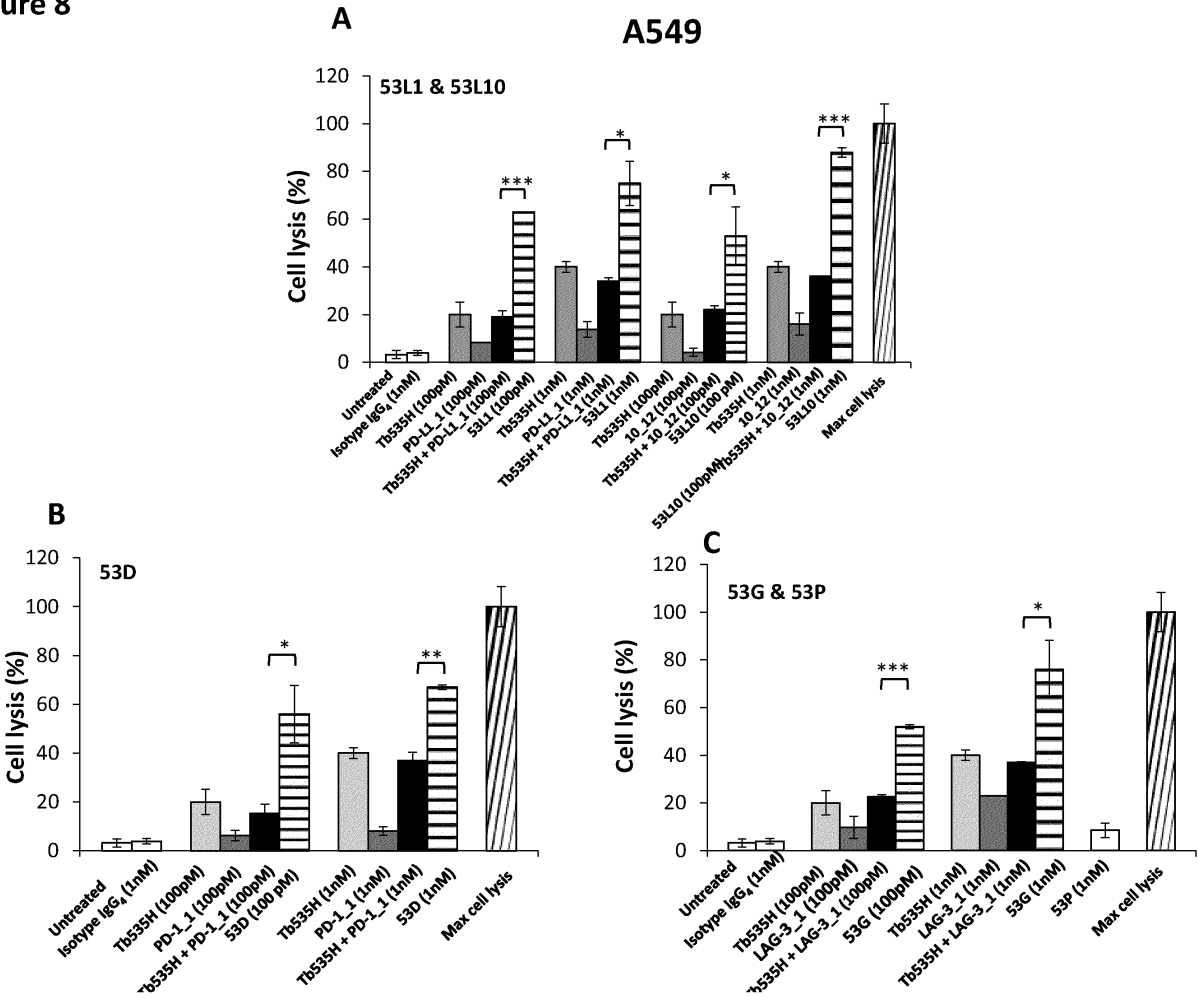 ure 8
A
A549
53L1 & 53L10
120
100
80
60
40
20
0
Cell lysis (%)
***
*
*
***
Untreated
Isotype IgG4 (1nM)
Tb535H (100pM)
PD-L1_1 (100pM)
Tb535H + PD-L1_1 (100pM)
53L1 (100pM)
Tb535H (1nM)
PD-L1_1 (1nM)
Tb535H + PD-L1_1 (1nM)
53L1 (1nM)
Tb535H (100pM)
10_12 (100pM)
Tb535H + 10_12 (100pM)
53L10 (100 pM)
53L10 (100pM)
Tb535H (1nM)
10_12 (1nM)
Tb535H + 10_12 (1nM)
53L10 (1nM)
Max cell lysis
B
53D
120
100
80
60
40
20
0
Cell lysis (%)
*
**
Untreated
Isotype IgG4 (1nM)
Tb535H (100pM)
PD-1_1 (100pM)
Tb535H + PD-1_1 (100pM)
53D (100 pM)
Tb535H (1nM)
PD-1_1 (1nM)
Tb535H + PD-1_1 (1nM)
53D (1nM)
Max cell lysis
C
53G & 53P
120
100
80
60
40
20
0
Cell lysis (%)
***
*
Untreated
Isotype IgG4 (1nM)
Tb535H (100pM)
LAG-3_1 (100pM)
Tb535H + LAG-3_1 (100pM)
53G (100pM)
Tb535H (1nM)
LAG-3_1 (1nM)
Tb535H + LAG-3_1 (1nM)
53G (1nM)
53P (1nM)
Max cell lysis